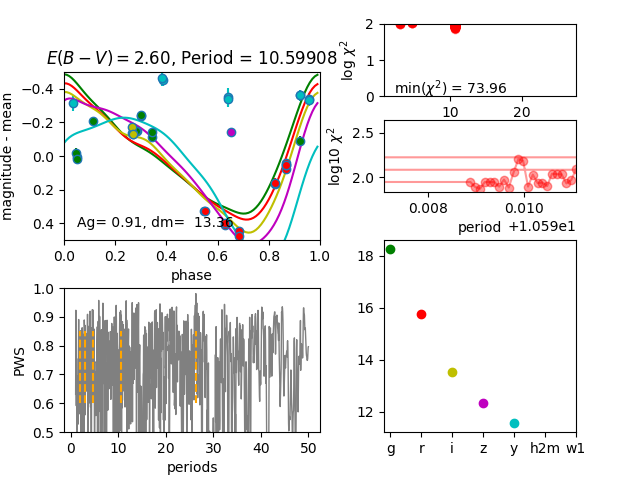 E(B − V) = 2.60, Period = 10.59908
magnitude - mean
−0.4
−0.2
0.0
0.2
0.4
Ag= 0.91, dm= 13.36
0.0 0.2 0.4 0.6 0.8 1.0
phase
log χ²
2
1
0
min(χ²) = 73.96
10 20
log10 χ²
2.5
2.0
0.008 0.010
period +1.059e1
PWS
1.0
0.9
0.8
0.7
0.6
0.5
0 10 20 30 40 50
periods
18
16
14
12
g r i z y h2m w1